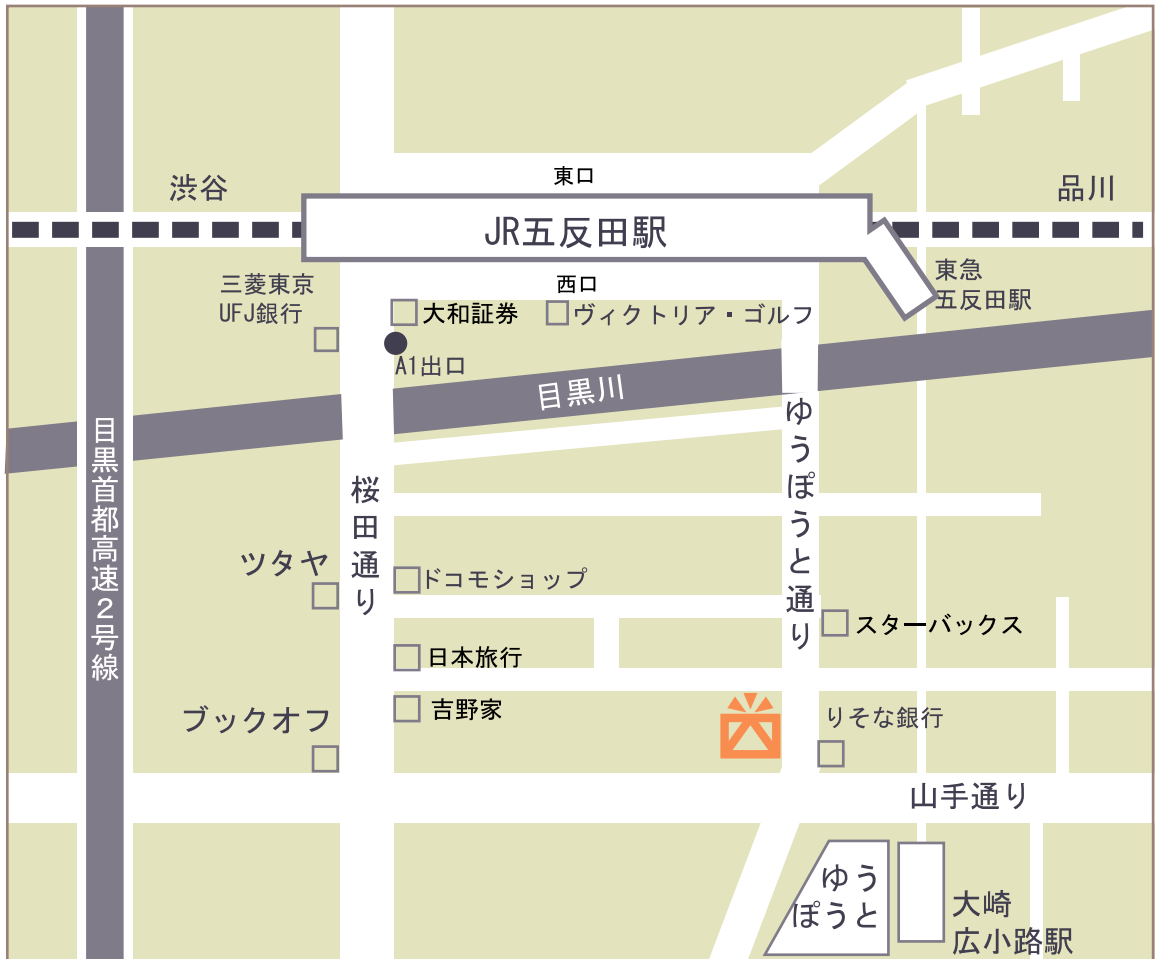 東口
渋谷
品川
JR五反田駅
東急
五反田駅
西口
三菱東京
UFJ銀行
大和証券
ヴィクトリア・ゴルフ
A1出口
目黒川
目黒首都高速2号線
ゆうぽうと通り
桜田通り
ツタヤ
ドコモショップ
スターバックス
日本旅行
吉野家
ブックオフ
りそな銀行
山手通り
ゆう
ぽうと
大崎
広小路駅